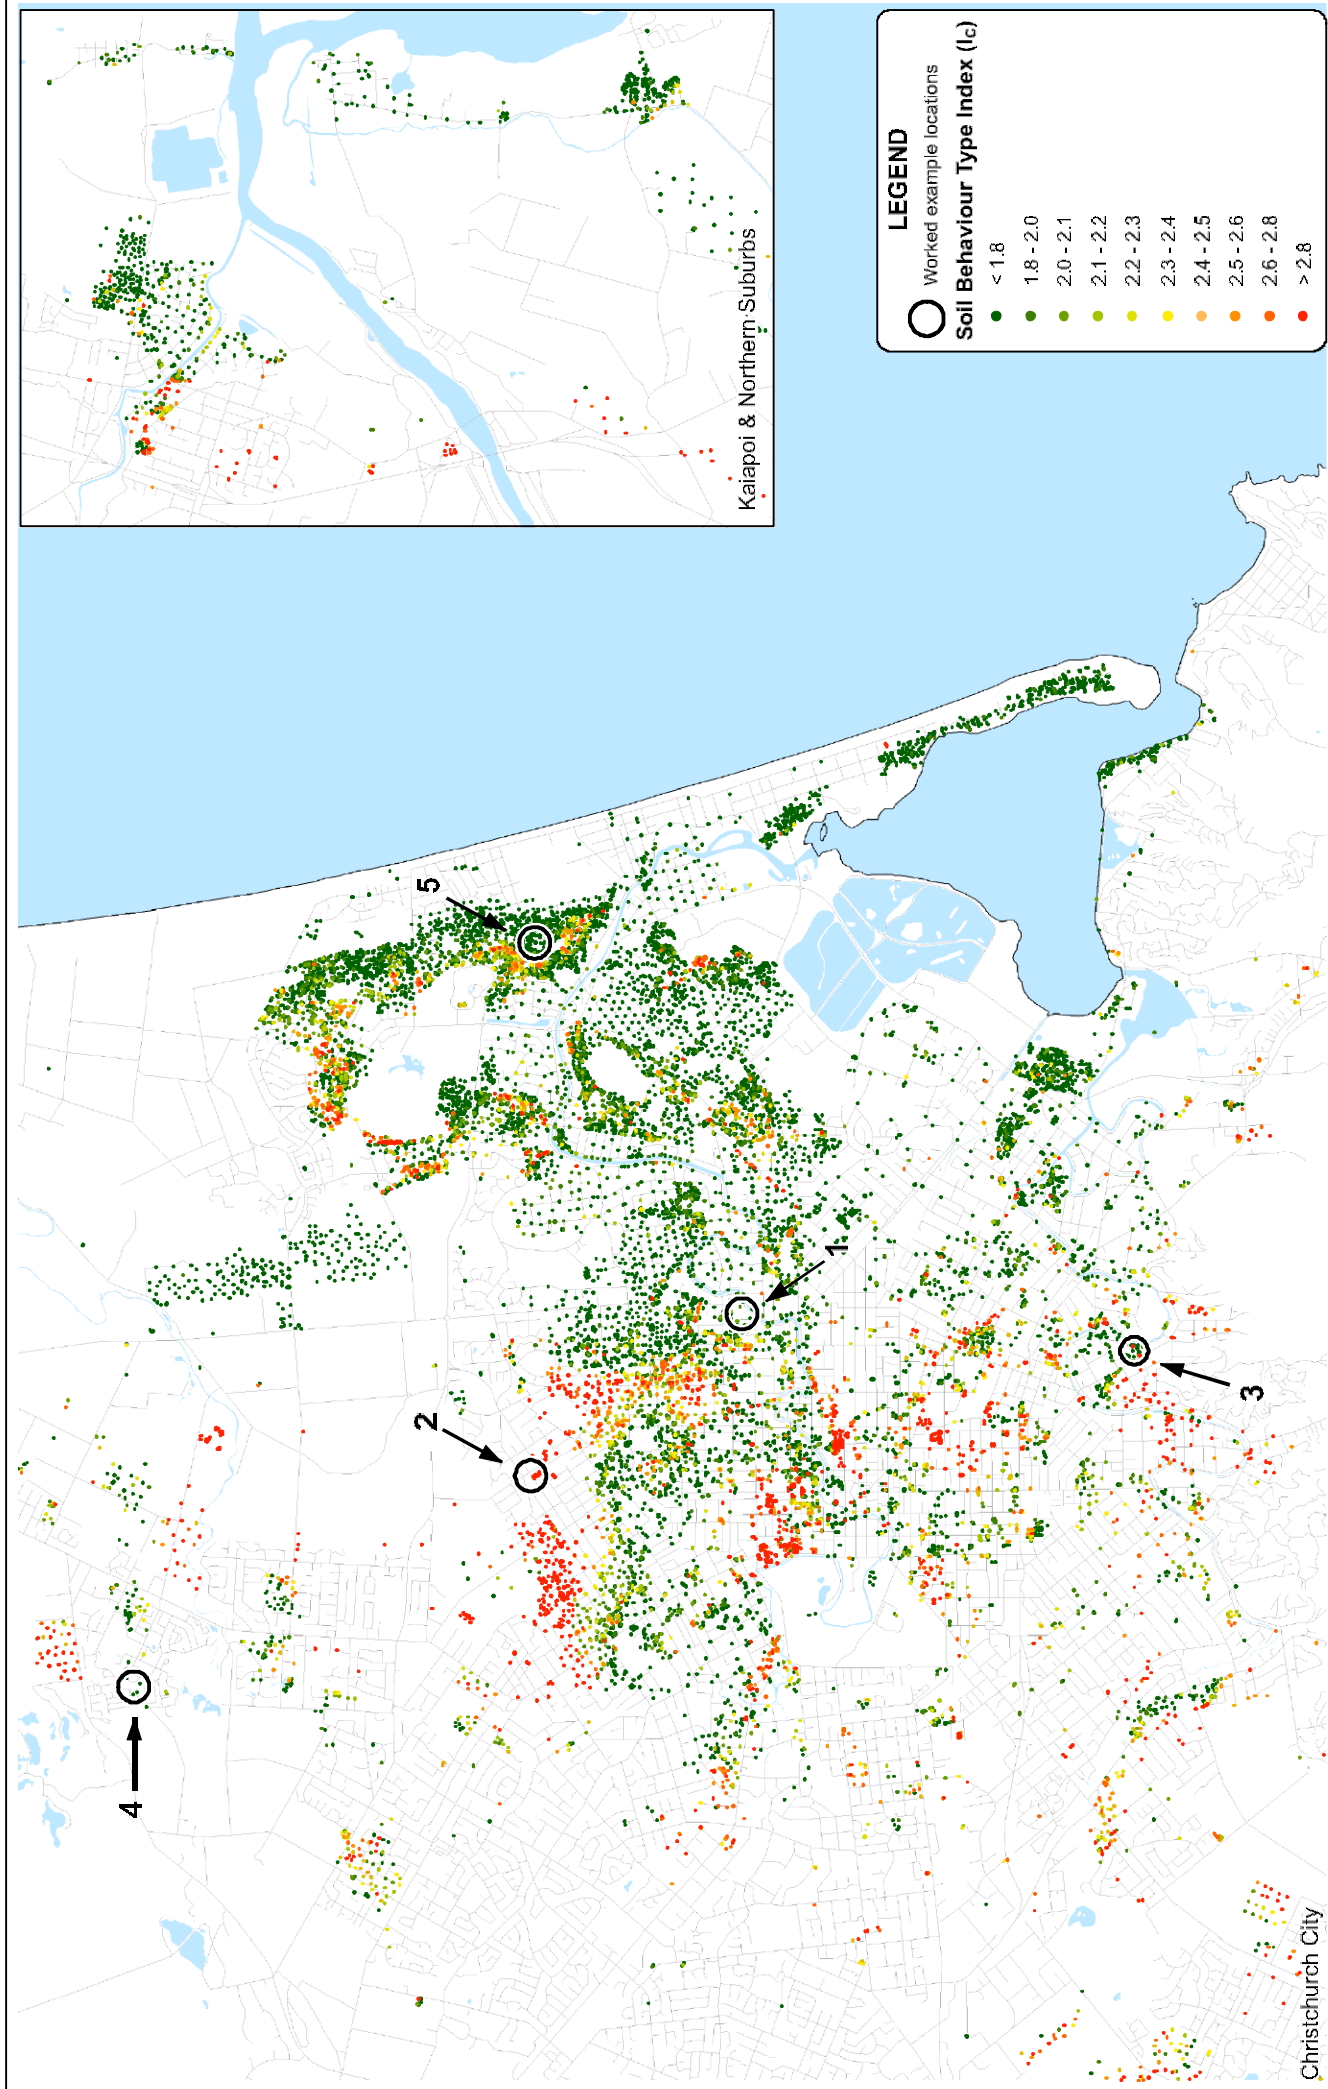 Kaiapoi & Northern Suburbs
LEGEND
Worked example locations
Soil Behaviour Type Index (Ic)
< 1.8
1.8 - 2.0
2.0 - 2.1
2.1 - 2.2
2.2 - 2.3
2.3 - 2.4
2.4 - 2.5
2.5 - 2.6
2.6 - 2.8
> 2.8
4
2
5
1
3
Christchurch City